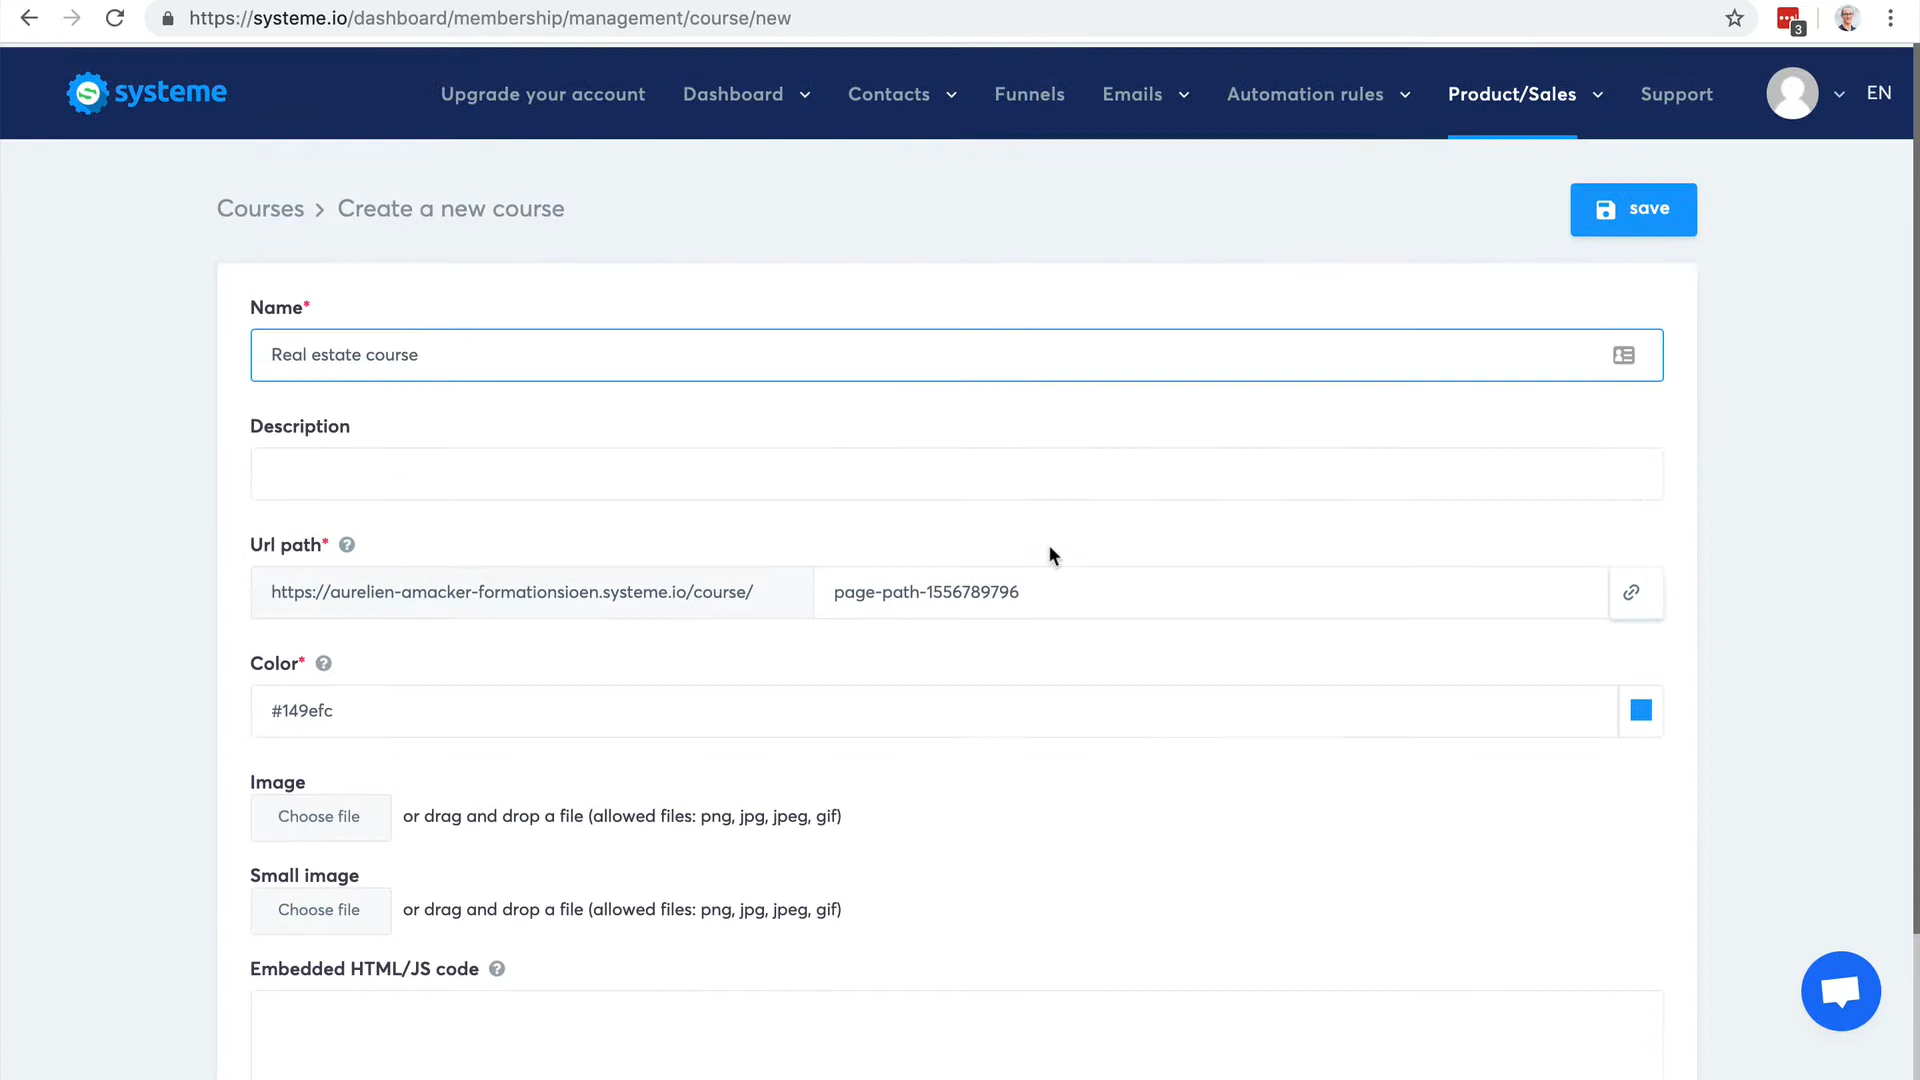 https://systeme.io/dashboard/membership/management/course/new
3
systeme
Upgrade your account
Dashboard
Contacts
Funnels
Emails
Automation rules
Product/Sales
Support
EN
Courses > Create a new course
save
Name*
Real estate course
Description
Url path* ?
https://aurelien-amacker-formationsioen.systeme.io/course/
page-path-1556789796
Color* ?
#149efc
Image
Choose file
or drag and drop a file (allowed files: png, jpg, jpeg, gif)
Small image
Choose file
or drag and drop a file (allowed files: png, jpg, jpeg, gif)
Embedded HTML/JS code ?